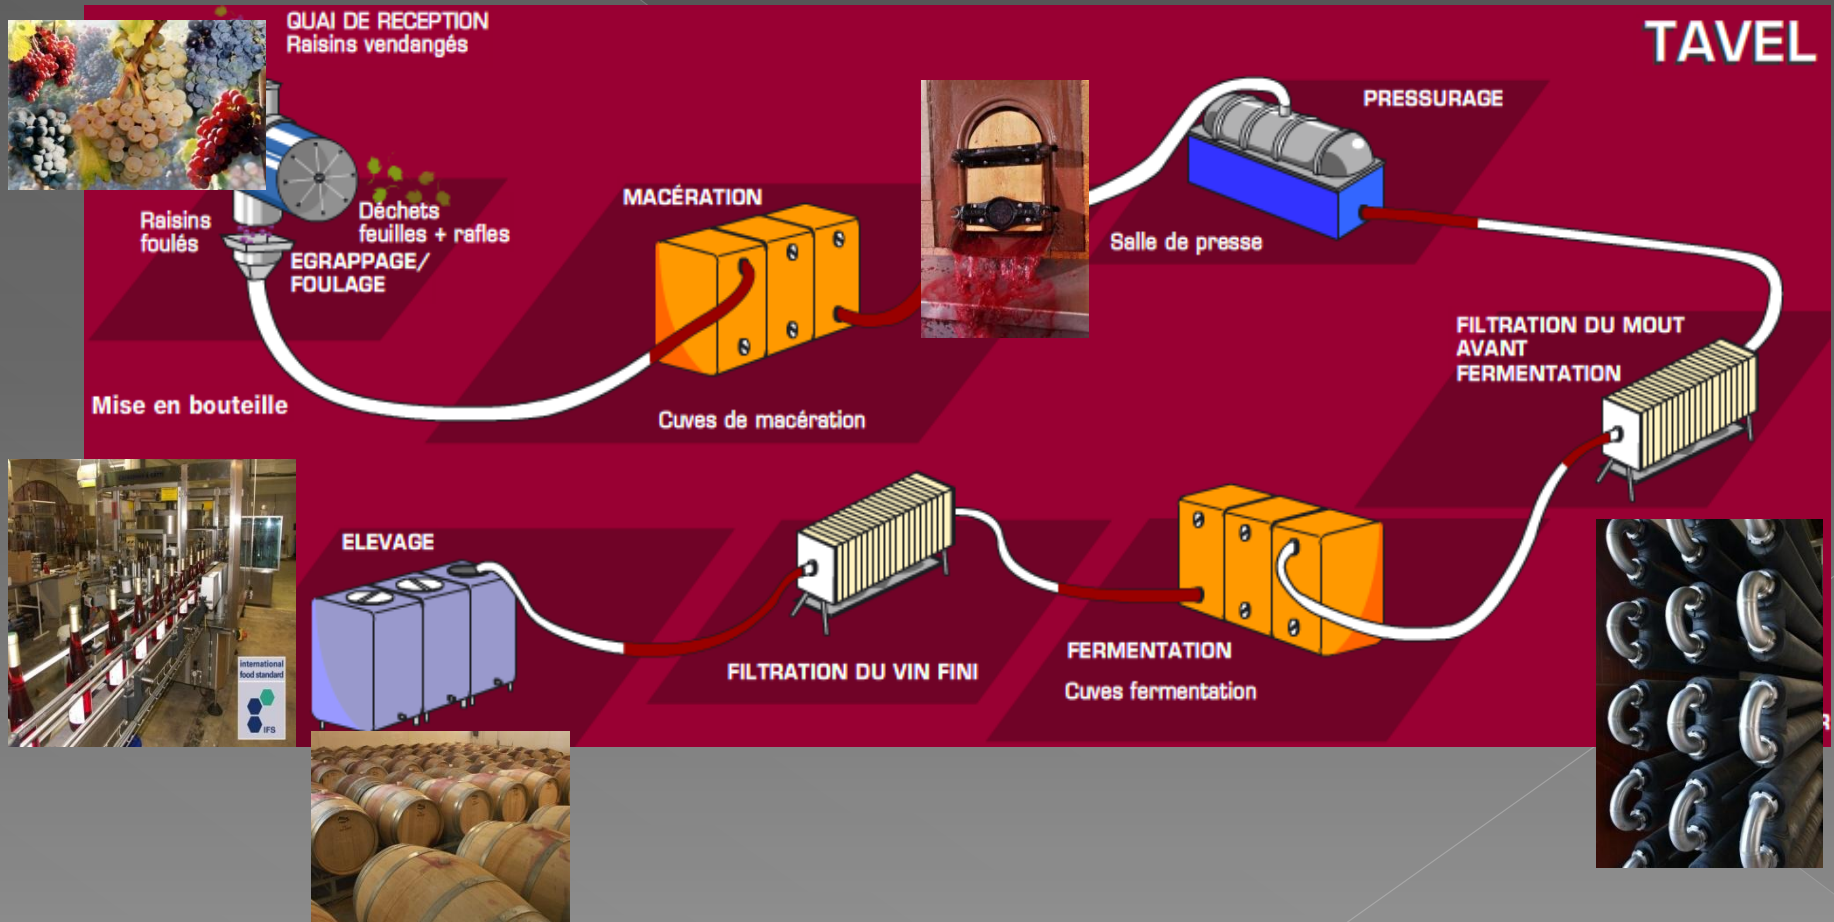 TAVEL
QUAI DE RECEPTION
Raisins vendangés
Raisins
foulés
Déchets
feuilles + rafles
EGRAPPAGE/
FOULAGE
MACÉRATION
Cuves de macération
PRESSURAGE
Salle de presse
FILTRATION DU MOUT
AVANT
FERMENTATION
FERMENTATION
Cuves fermentation
FILTRATION DU VIN FINI
ELEVAGE
Mise en bouteille
international
food standard
IFS